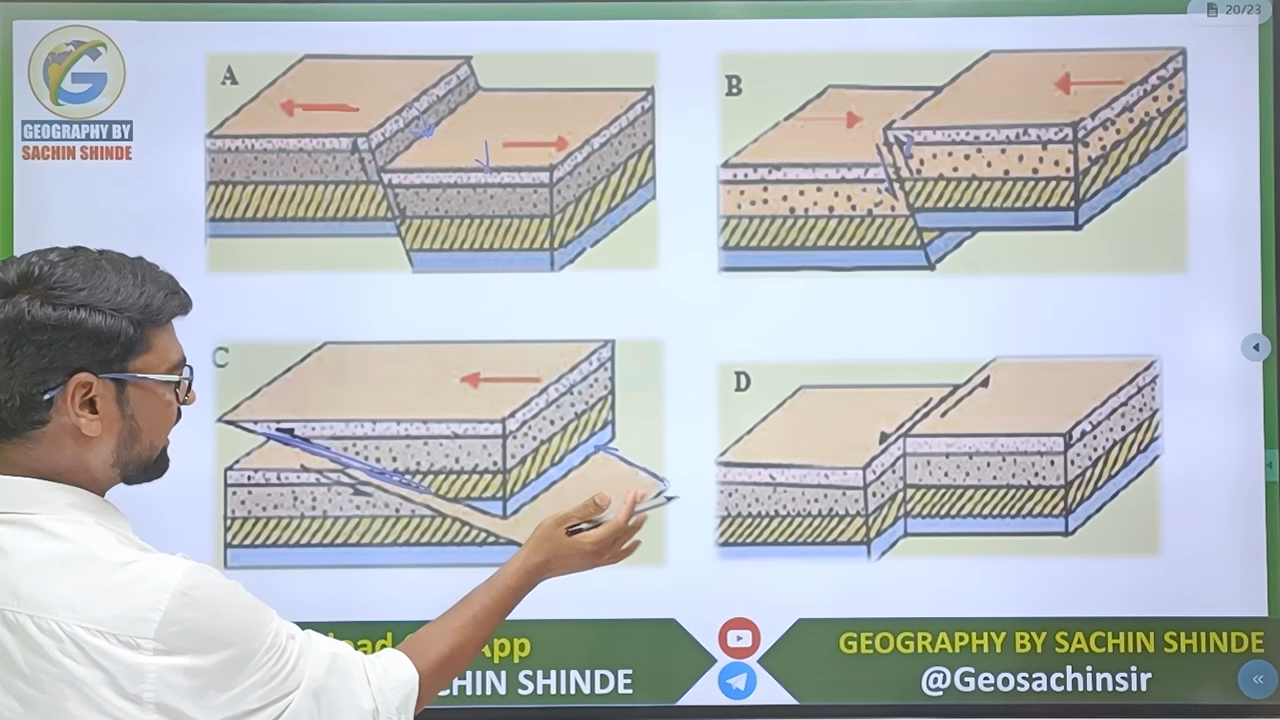 20/23
GEOGRAPHY BY
SACHIN SHINDE
A
B
C
D
App
CHIN SHINDE
GEOGRAPHY BY SACHIN SHINDE
@Geosachinsir